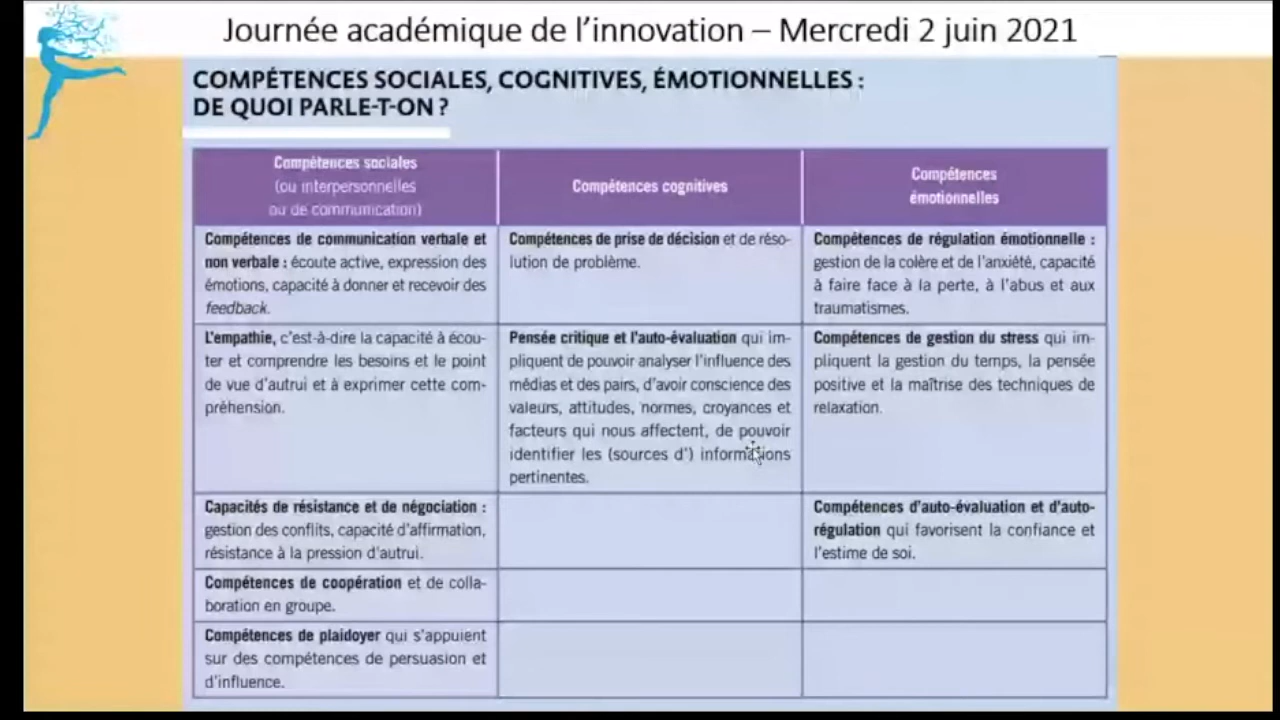 Journée académique de l'innovation – Mercredi 2 juin 2021
COMPÉTENCES SOCIALES, COGNITIVES, ÉMOTIONNELLES :
DE QUOI PARLE-T-ON ?
Compétences sociales
(ou interpersonnelles
ou de communication)
Compétences cognitives
Compétences
émotionnelles
Compétences de communication verbale et
non verbale : écoute active, expression des
émotions, capacité à donner et recevoir des
feedback.
Compétences de prise de décision et de réso-
lution de problème.
Compétences de régulation émotionnelle :
gestion de la colère et de l'anxiété, capacité
à faire face à la perte, à l'abus et aux
traumatismes.
L'empathie, c'est-à-dire la capacité à écou-
ter et comprendre les besoins et le point
de vue d'autrui et à exprimer cette com-
préhension.
Pensée critique et l'auto-évaluation qui im-
pliquent de pouvoir analyser l'influence des
médias et des pairs, d'avoir conscience des
valeurs, attitudes, normes, croyances et
facteurs qui nous affectent, de pouvoir
identifier les (sources d') informations
pertinentes.
Compétences de gestion du stress qui im-
pliquent la gestion du temps, la pensée
positive et la maîtrise des techniques de
relaxation.
Capacités de résistance et de négociation :
gestion des conflits, capacité d'affirmation,
résistance à la pression d'autrui.
Compétences d'auto-évaluation et d'auto-
régulation qui favorisent la confiance et
l'estime de soi.
Compétences de coopération et de colla-
boration en groupe.
Compétences de plaidoyer qui s'appuient
sur des compétences de persuasion et
d'influence.